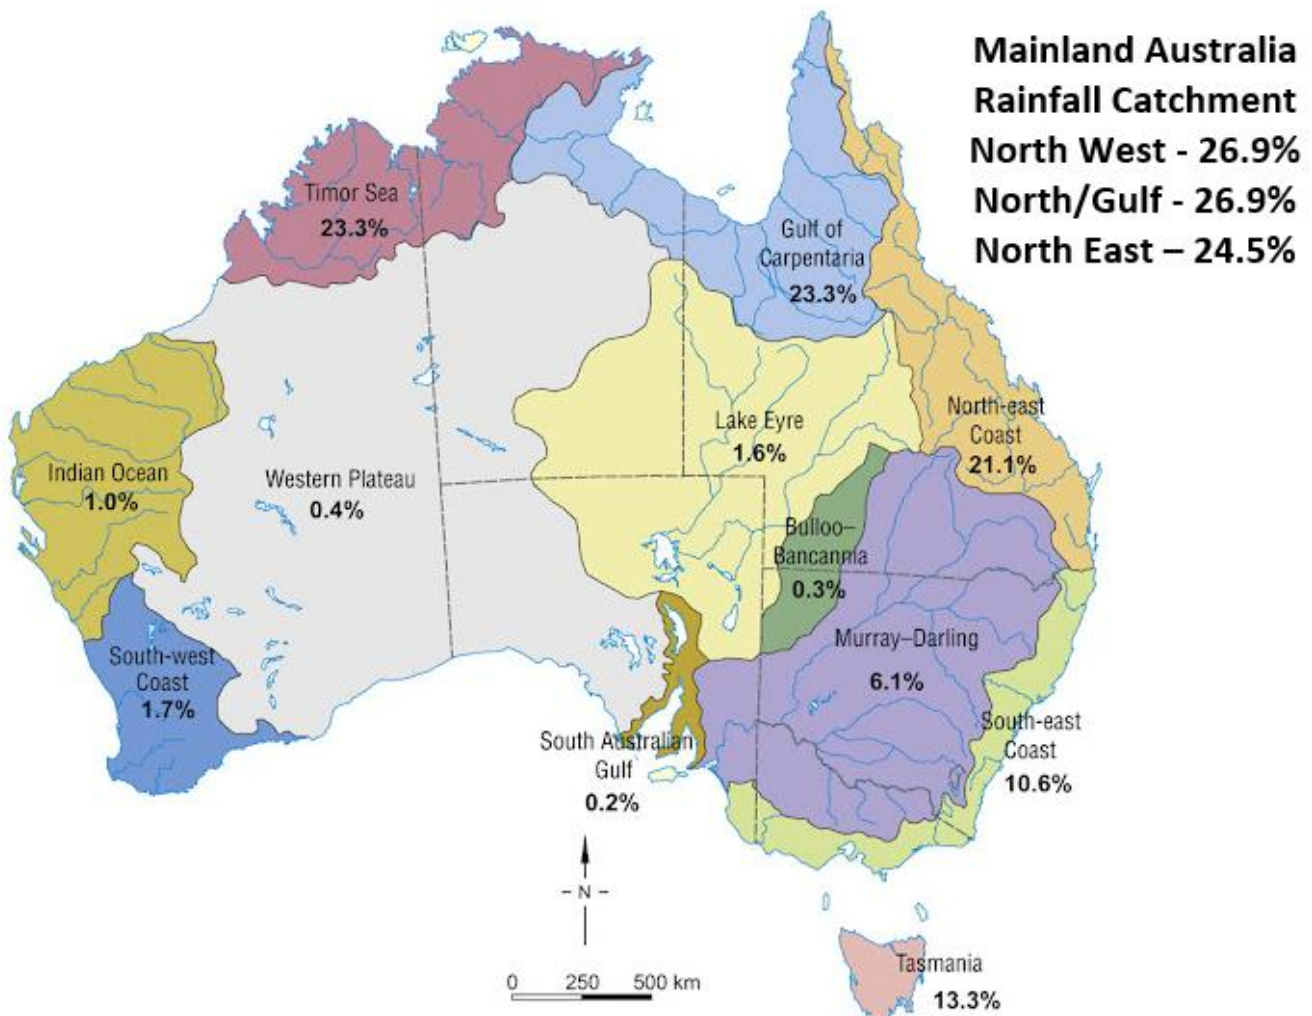 Mainland Australia
Rainfall Catchment
North West - 26.9%
North/Gulf - 26.9%
North East – 24.5%
Timor Sea
23.3%
Gulf of
Carpentaria
23.3%
North-east
Coast
21.1%
Lake Eyre
1.6%
Indian Ocean
1.0%
Western Plateau
0.4%
Bulloo–
Bancannia
0.3%
Murray–Darling
6.1%
South-west
Coast
1.7%
South-east
Coast
10.6%
South Australian
Gulf
0.2%
– N –
0 250 500 km
Tasmania
13.3%